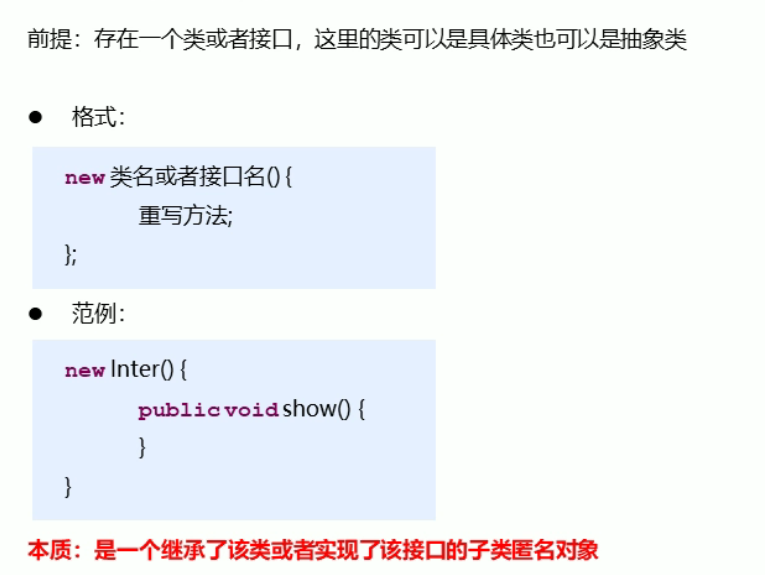 前提：存在一个类或者接口，这里的类可以是具体类也可以是抽象类
● 格式：
new 类名或者接口名() {
重写方法;
};
● 范例：
new Inter() {
public void show() {
}
}
本质：是一个继承了该类或者实现了该接口的子类匿名对象